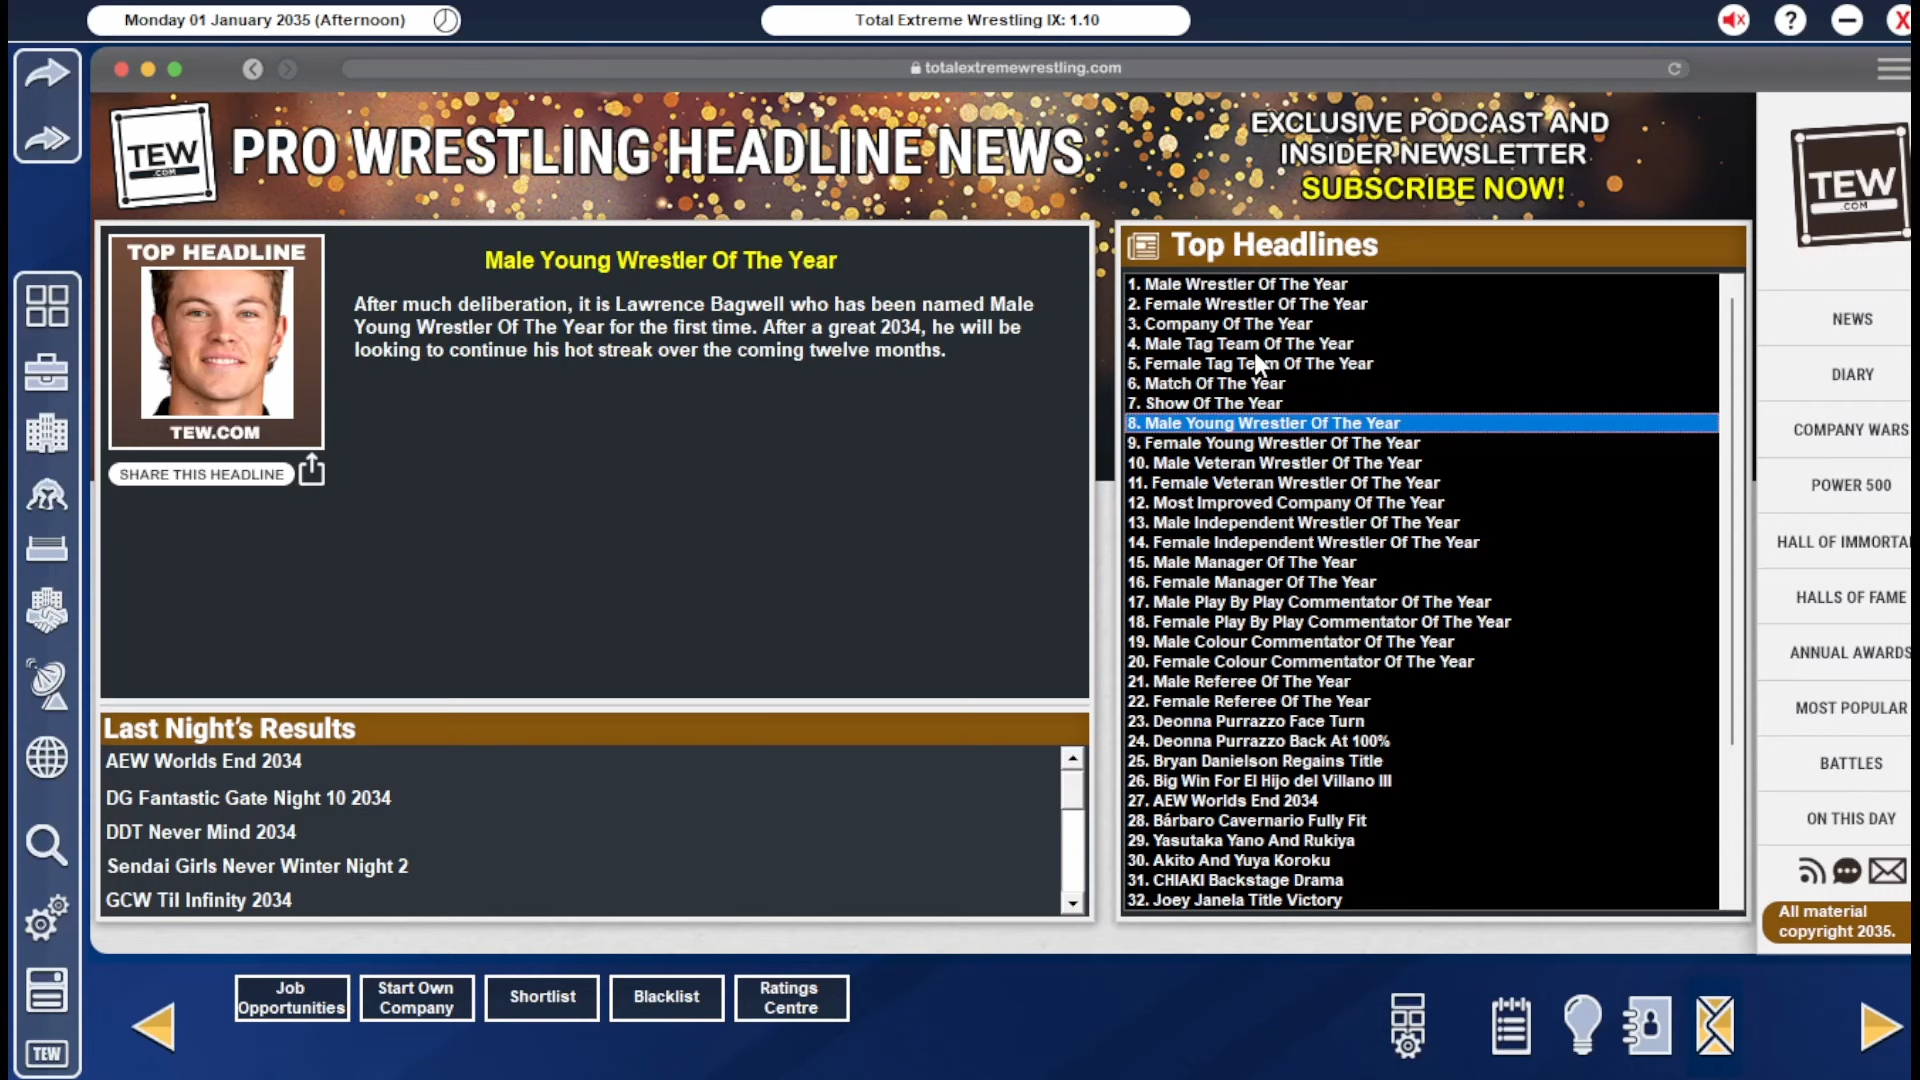 Monday 01 January 2035 (Afternoon)
Total Extreme Wrestling IX: 1.10
?
X
totalextremewrestling.com
TEW
.COM
PRO WRESTLING HEADLINE NEWS
EXCLUSIVE PODCAST AND
INSIDER NEWSLETTER
SUBSCRIBE NOW!
TEW
.COM
TOP HEADLINE
TEW.COM
SHARE THIS HEADLINE
Male Young Wrestler Of The Year
After much deliberation, it is Lawrence Bagwell who has been named Male
Young Wrestler Of The Year for the first time. After a great 2034, he will be
looking to continue his hot streak over the coming twelve months.
Last Night's Results
AEW Worlds End 2034
DG Fantastic Gate Night 10 2034
DDT Never Mind 2034
Sendai Girls Never Winter Night 2
GCW Til Infinity 2034
Top Headlines
1. Male Wrestler Of The Year
2. Female Wrestler Of The Year
3. Company Of The Year
4. Male Tag Team Of The Year
5. Female Tag Team Of The Year
6. Match Of The Year
7. Show Of The Year
8. Male Young Wrestler Of The Year
9. Female Young Wrestler Of The Year
10. Male Veteran Wrestler Of The Year
11. Female Veteran Wrestler Of The Year
12. Most Improved Company Of The Year
13. Male Independent Wrestler Of The Year
14. Female Independent Wrestler Of The Year
15. Male Manager Of The Year
16. Female Manager Of The Year
17. Male Play By Play Commentator Of The Year
18. Female Play By Play Commentator Of The Year
19. Male Colour Commentator Of The Year
20. Female Colour Commentator Of The Year
21. Male Referee Of The Year
22. Female Referee Of The Year
23. Deonna Purrazzo Face Turn
24. Deonna Purrazzo Back At 100%
25. Bryan Danielson Regains Title
26. Big Win For El Hijo del Villano III
27. AEW Worlds End 2034
28. Bárbaro Cavernario Fully Fit
29. Yasutaka Yano And Rukiya
30. Akito And Yuya Koroku
31. CHIAKI Backstage Drama
32. Joey Janela Title Victory
NEWS
DIARY
COMPANY WARS
POWER 500
HALL OF IMMORTA
HALLS OF FAME
ANNUAL AWARDS
MOST POPULAR
BATTLES
ON THIS DAY
All material
copyright 2035.
Job
Opportunities
Start Own
Company
Shortlist
Blacklist
Ratings
Centre
TEW